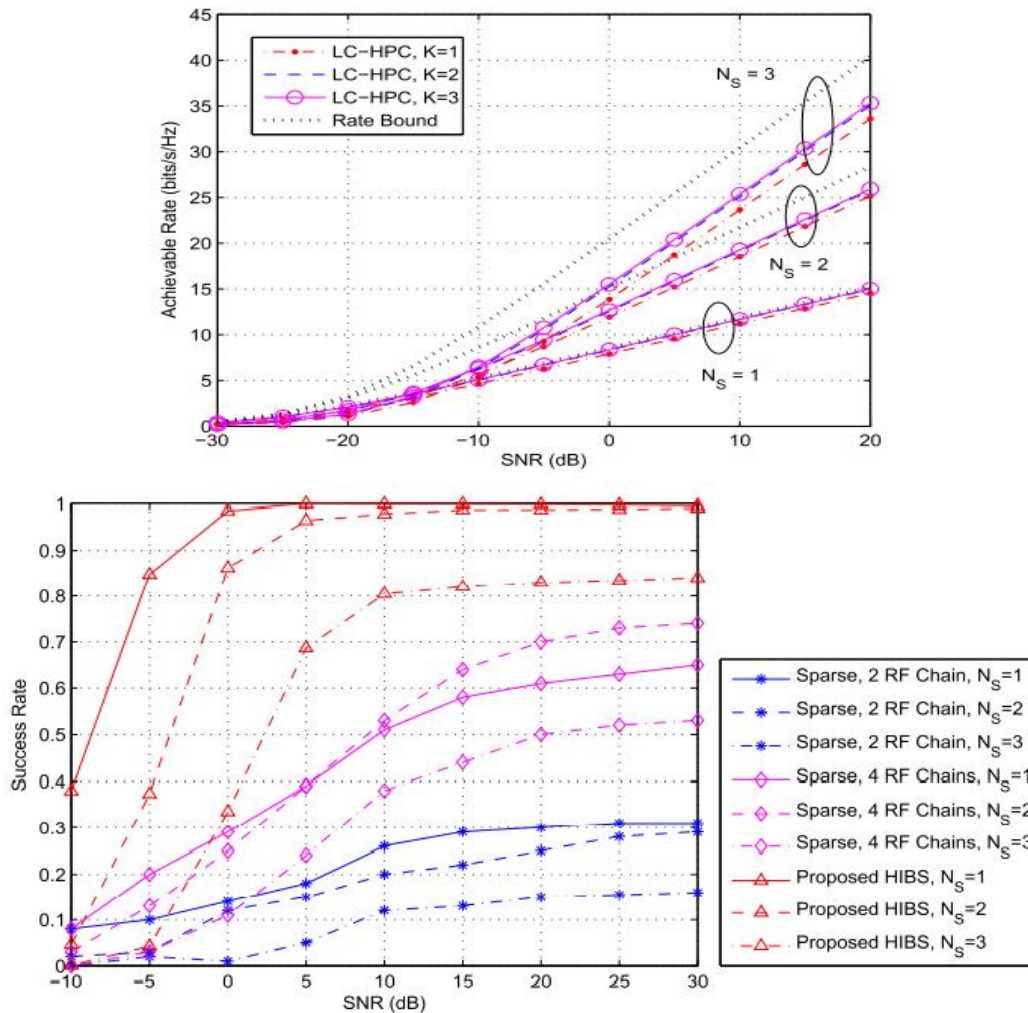 45
40
35
30
25
20
15
10
5
0
Achievable Rate (bits/s/Hz)
LC-HPC, K=1
LC-HPC, K=2
LC-HPC, K=3
Rate Bound
N_S = 3
N_S = 2
N_S = 1
−30 −20 −10 0 10 20
SNR (dB)
1
0.9
0.8
0.7
0.6
0.5
0.4
0.3
0.2
0.1
0
Success Rate
−10 −5 0 5 10 15 20 25 30
SNR (dB)
Sparse, 2 RF Chain, N_S=1
Sparse, 2 RF Chain, N_S=2
Sparse, 2 RF Chain, N_S=3
Sparse, 4 RF Chains, N_S=1
Sparse, 4 RF Chains, N_S=2
Sparse, 4 RF Chains, N_S=3
Proposed HIBS, N_S=1
Proposed HIBS, N_S=2
Proposed HIBS, N_S=3